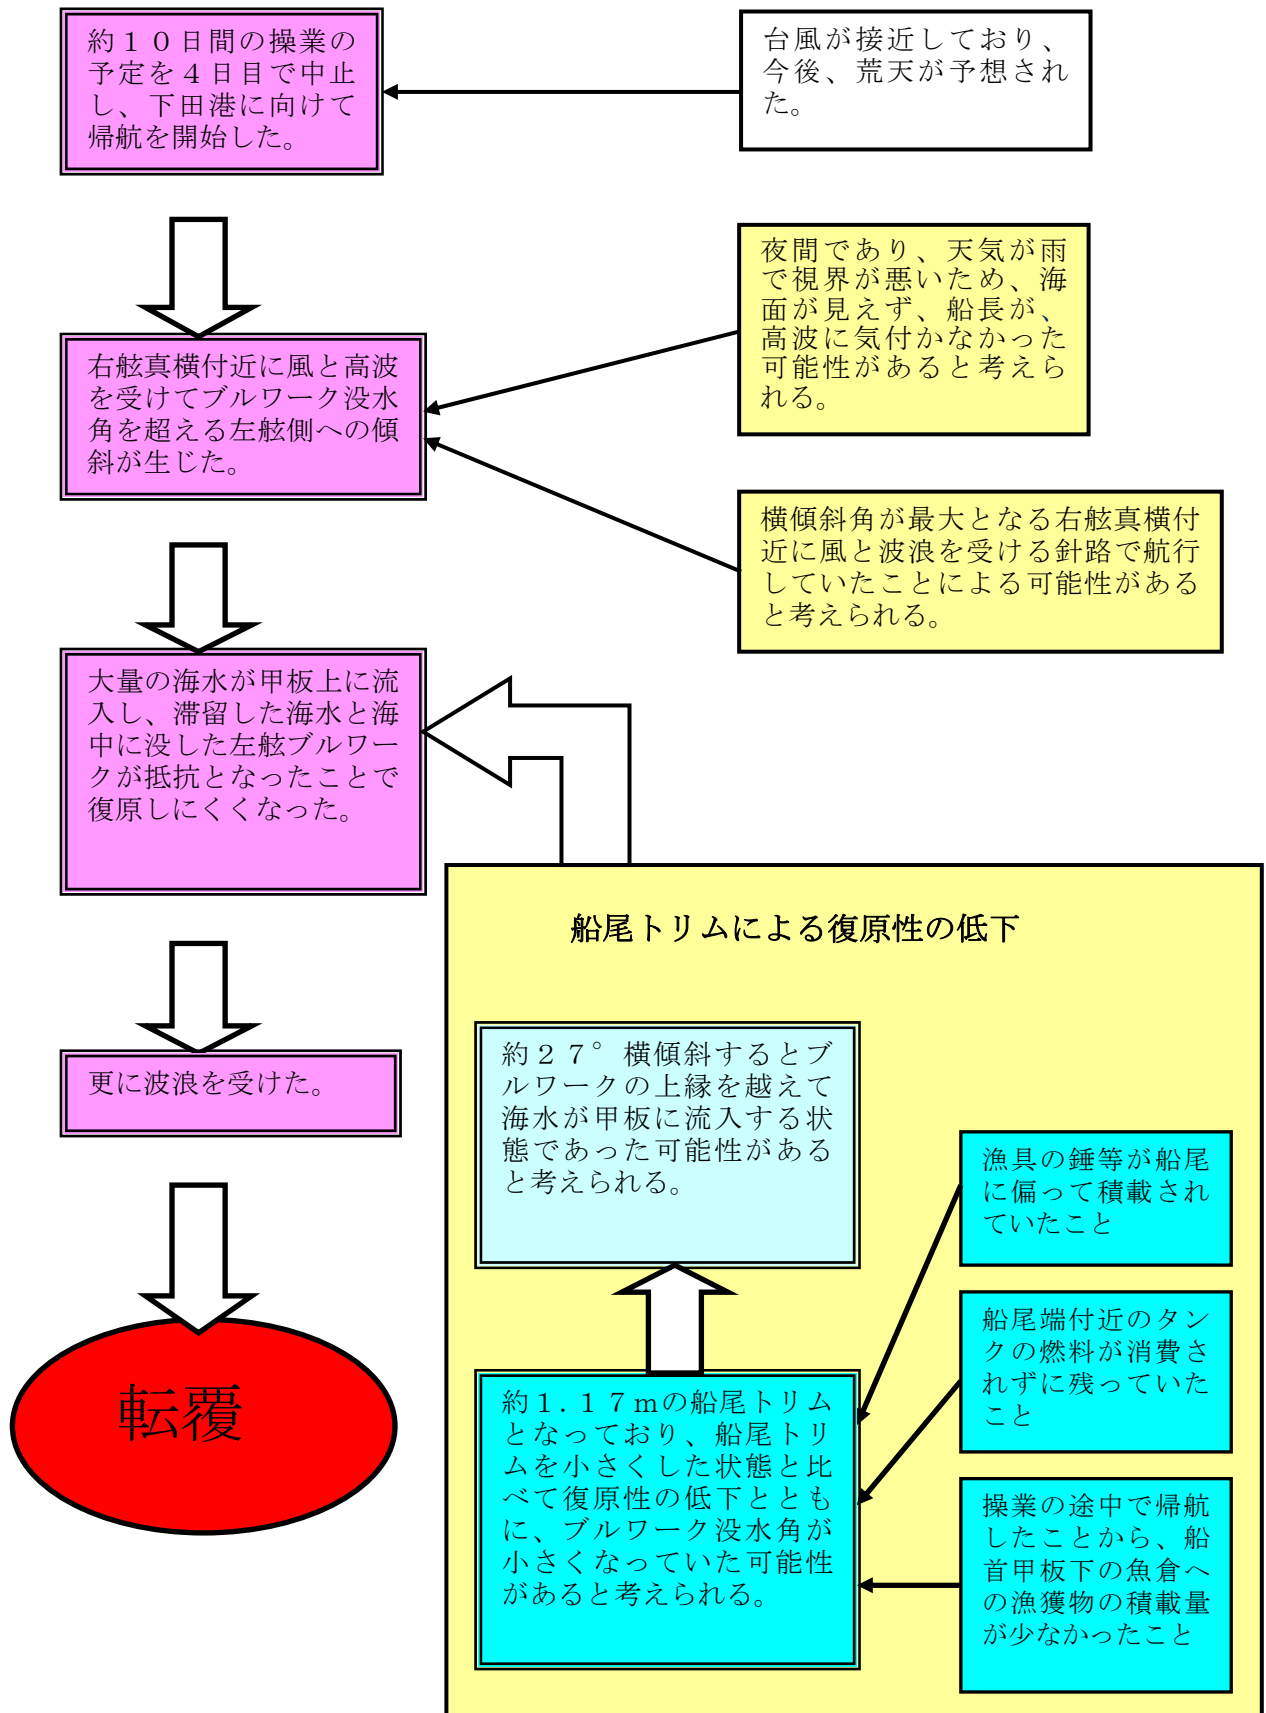 約１０日間の操業の
予定を４日目で中止
し、下田港に向けて
帰航を開始した。
台風が接近しており、
今後、荒天が予想され
た。
夜間であり、天気が雨
で視界が悪いため、海
面が見えず、船長が、
高波に気付かなかった
可能性があると考えら
れる。
右舷真横付近に風と高波
を受けてブルワーク没水
角を超える左舷側への傾
斜が生じた。
横傾斜角が最大となる右舷真横付
近に風と波浪を受ける針路で航行
していたことによる可能性がある
と考えられる。
大量の海水が甲板上に流
入し、滞留した海水と海
中に没した左舷ブルワー
クが抵抗となったことで
復原しにくくなった。
船尾トリムによる復原性の低下
約２７°横傾斜するとブ
ルワークの上縁を越えて
海水が甲板に流入する状
態であった可能性がある
と考えられる。
更に波浪を受けた。
漁具の錘等が船尾
に偏って積載され
ていたこと
船尾端付近のタン
クの燃料が消費さ
れずに残っていた
こと
約１.１７ｍの船尾トリム
となっており、船尾トリ
ムを小さくした状態と比
べて復原性の低下ととも
に、ブルワーク没水角が
小さくなっていた可能性
があると考えられる。
操業の途中で帰航
したことから、船
首甲板下の魚倉へ
の漁獲物の積載量
が少なかったこと
転覆